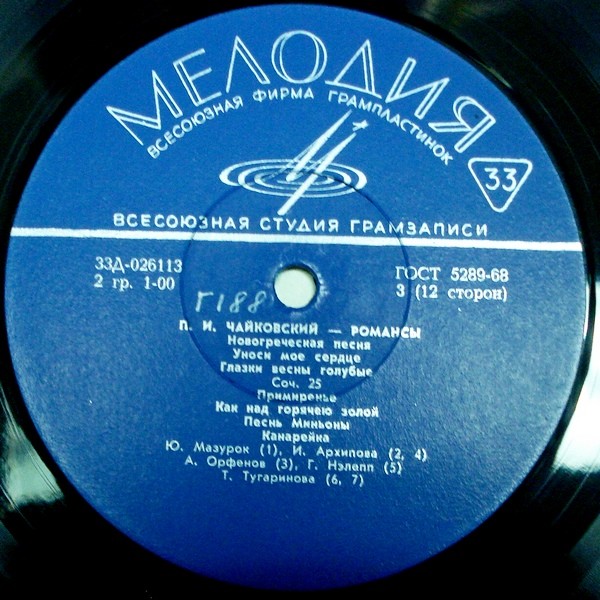 МЕЛОДИЯ
ВСЕСОЮЗНАЯ ФИРМА ГРАМПЛАСТИНОК
33
ВСЕСОЮЗНАЯ СТУДИЯ ГРАМЗАПИСИ
33Д-026113
2 гр. 1-00
ГОСТ 5289-68
3 (12 сторон)
Г188
П. И. ЧАЙКОВСКИЙ — РОМАНСЫ
Новогреческая песня
Уноси мое сердце
Глазки весны голубые
Соч. 25
Примиренье
Как над горячею золой
Песнь Миньоны
Канарейка
Ю. Мазурок (1), И. Архипова (2, 4)
А. Орфенов (3), Г. Нэлепп (5)
Т. Тугаринова (6, 7)